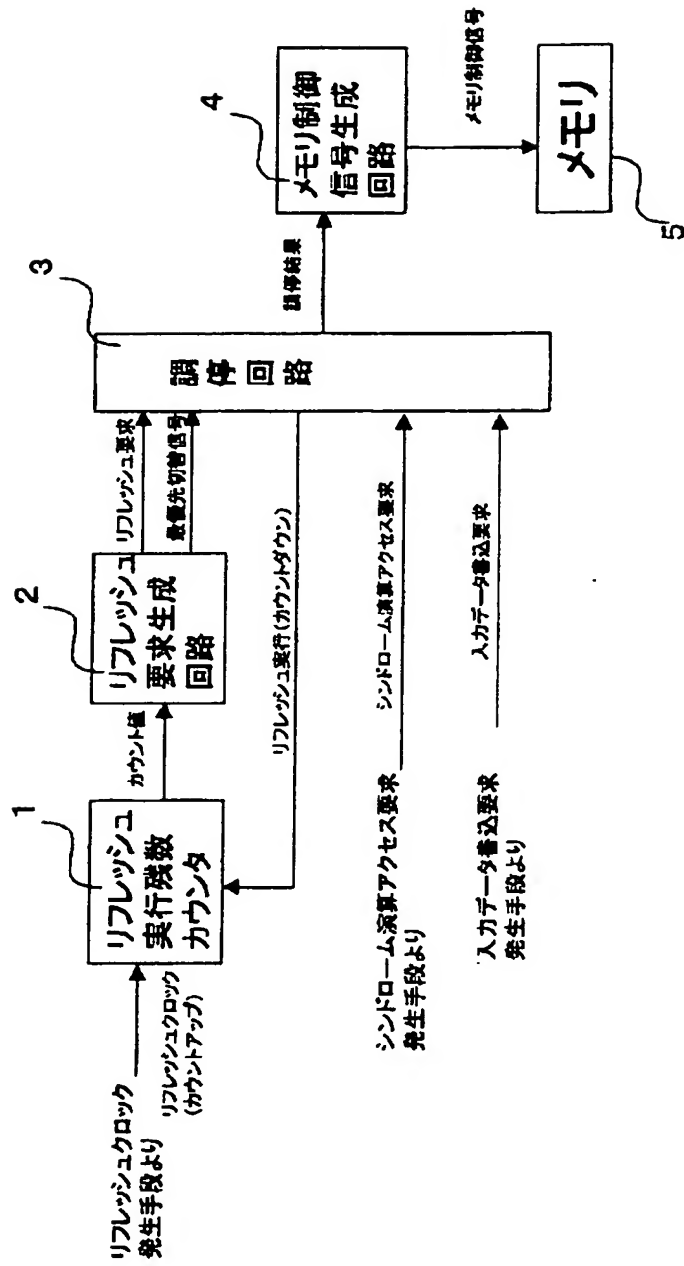 リフレッシュクロック
発生手段より
リフレッシュクロック
(カウントアップ)
1
リフレッシュ
実行残数
カウンタ
カウント値
2
リフレッシュ
要求生成
回路
リフレッシュ要求
最優先切替信号
リフレッシュ実行(カウントダウン)
シンドローム演算アクセス要求
発生手段より
シンドローム演算アクセス要求
入力データ書込要求
発生手段より
入力データ書込要求
3
調停回路
調停結果
4
メモリ制御
信号生成
回路
メモリ制御信号
メモリ
5